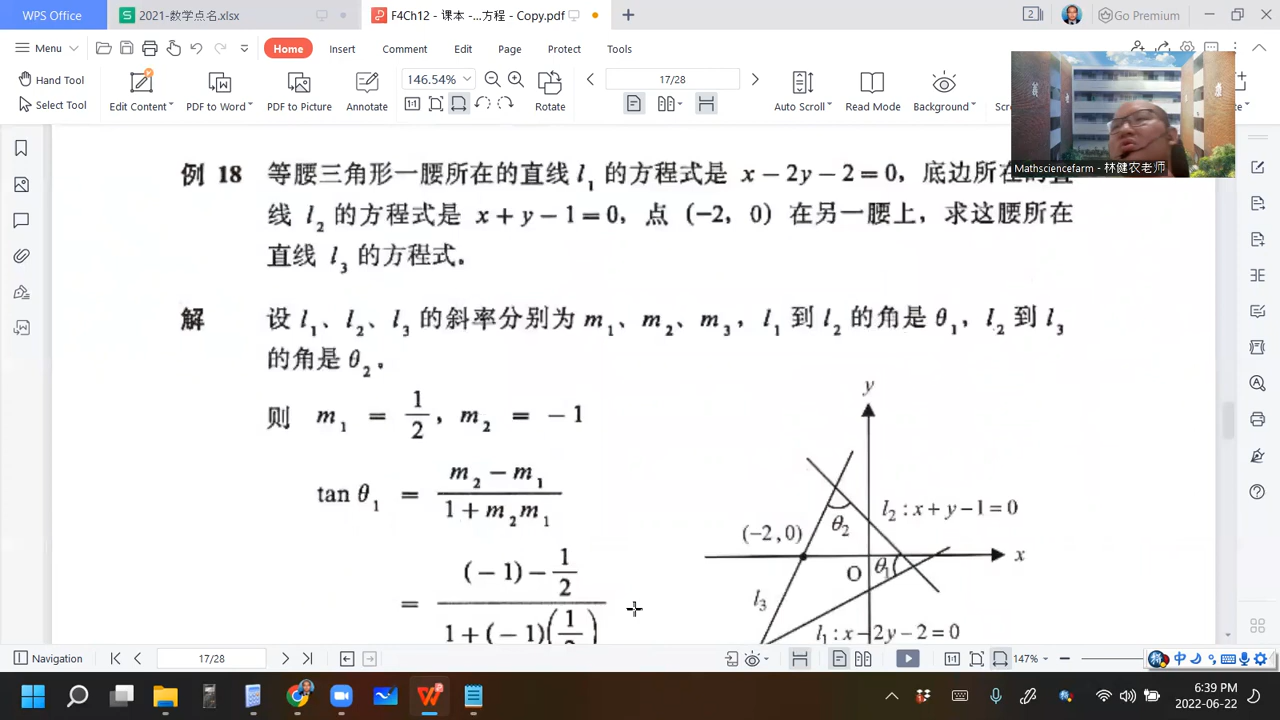 WPS Office
2021-数学点名.xlsx
F4Ch12 - 课本 -...方程 - Copy.pdf
2
Go Premium
Menu
Home
Insert
Comment
Edit
Page
Protect
Tools
Hand Tool
Select Tool
Edit Content
PDF to Word
PDF to Picture
Annotate
146.54%
Rotate
17/28
Auto Scroll
Read Mode
Background
Mathsciencefarm - 林健农老师
例 18 等腰三角形一腰所在的直线 l₁ 的方程式是 x－2y－2＝0，底边所在的直
线 l₂ 的方程式是 x＋y－1＝0，点 (−2，0) 在另一腰上，求这腰所在
直线 l₃ 的方程式．
解 设 l₁、l₂、l₃ 的斜率分别为 m₁、m₂、m₃，l₁ 到 l₂ 的角是 θ₁，l₂ 到 l₃
的角是 θ₂．
则 m₁ = 1/2，m₂ = －1
tan θ₁ = (m₂－m₁)/(1＋m₂m₁)
= ((－1)－1/2)/(1＋(－1)(1/2))
y
l₂ : x＋y－1＝0
(−2,0)
θ₂
x
O
θ₁
l₃
l₁ : x－2y－2＝0
Navigation
17/28
147%
中
6:39 PM
2022-06-22